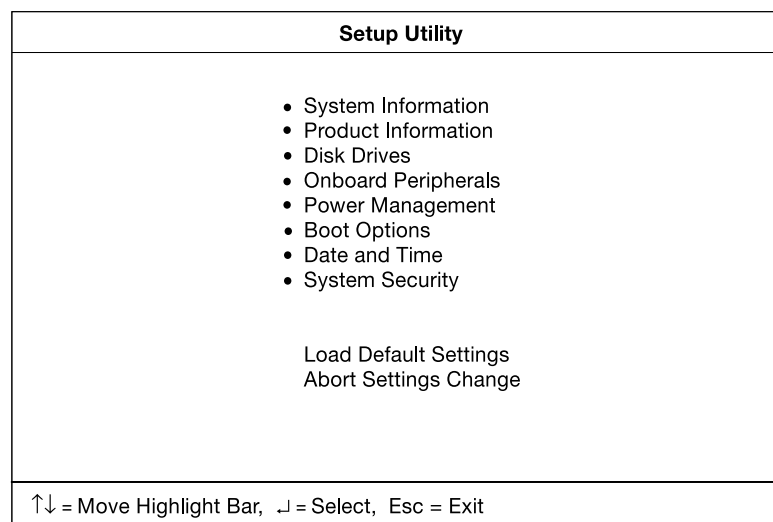 Setup Utility
• System Information
• Product Information
• Disk Drives
• Onboard Peripherals
• Power Management
• Boot Options
• Date and Time
• System Security
Load Default Settings
Abort Settings Change
↑↓ = Move Highlight Bar, ↵ = Select, Esc = Exit